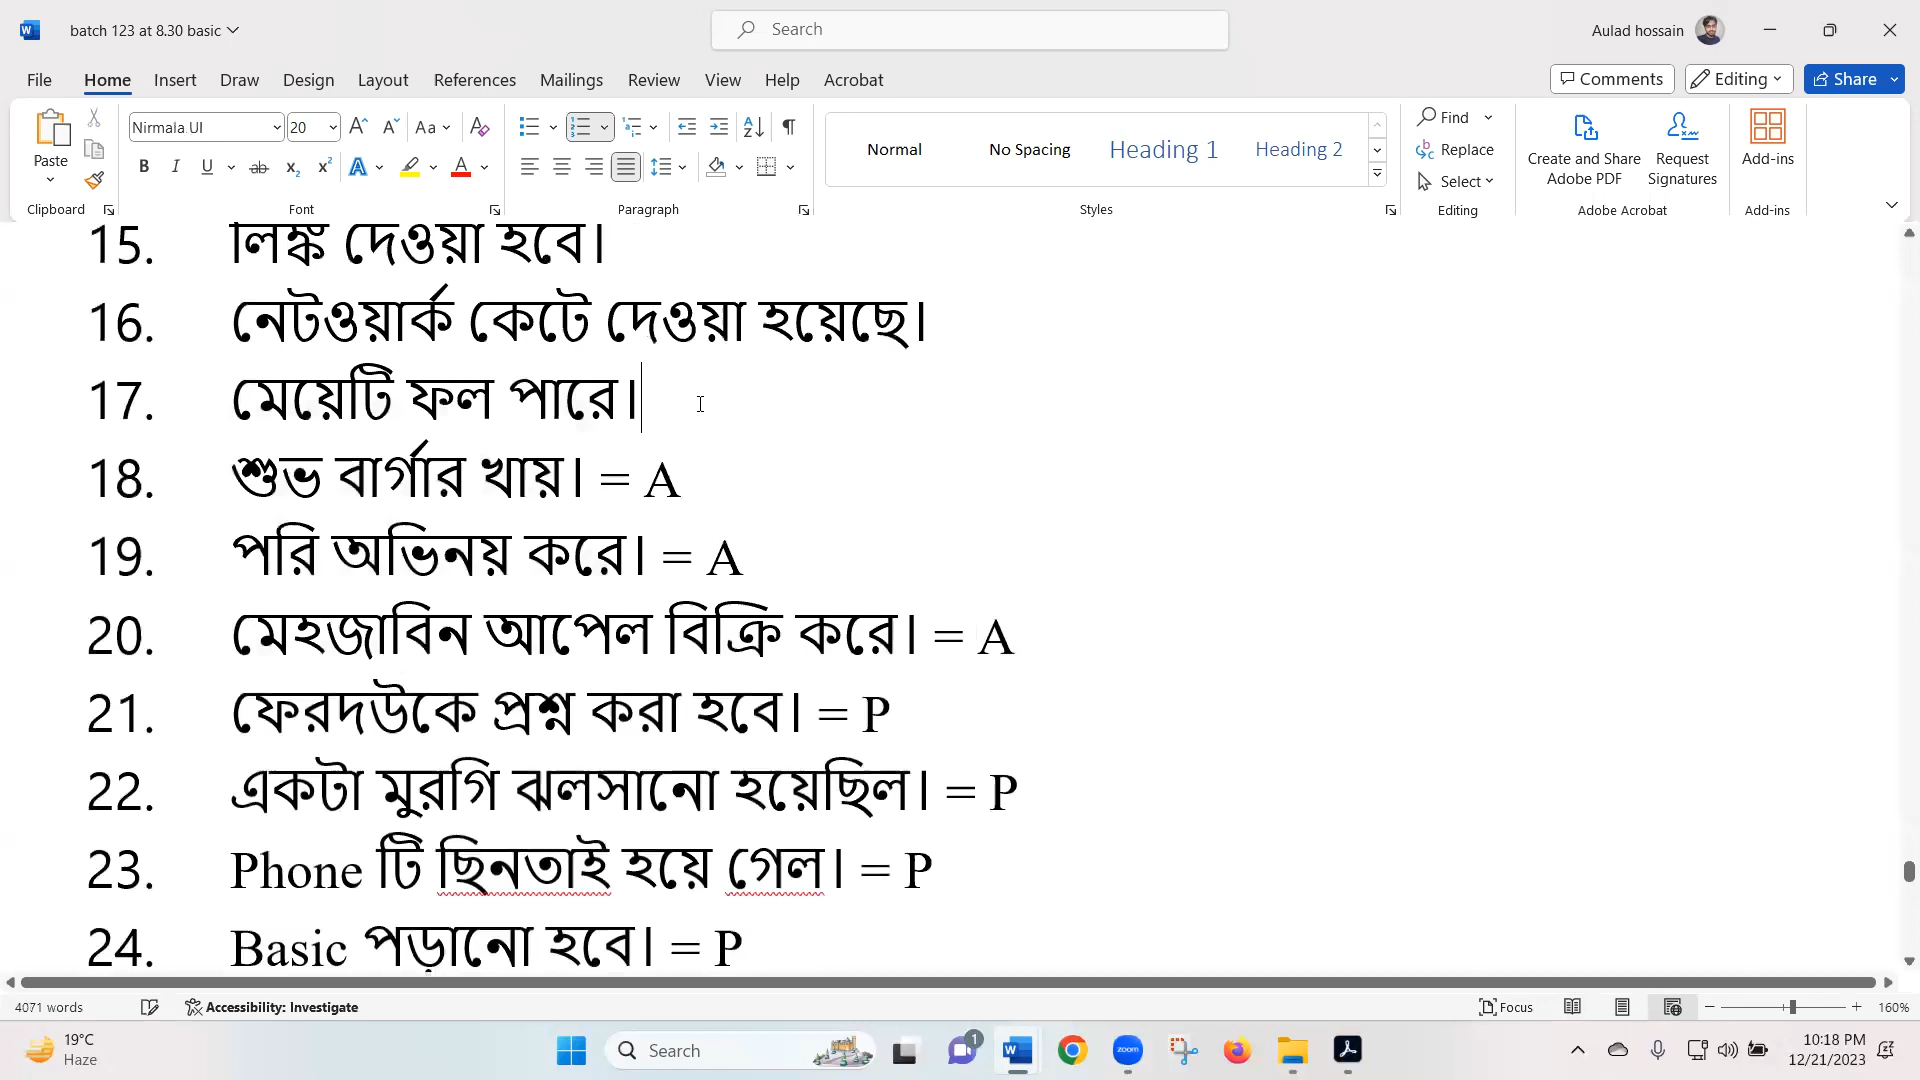 batch 123 at 8.30 basic
Search
Aulad hossain
File Home Insert Draw Design Layout References Mailings Review View Help Acrobat
Comments Editing Share
Paste
Nirmala UI 20
Normal No Spacing Heading 1 Heading 2
Find
Replace
Select
Create and Share Adobe PDF
Request Signatures
Add-ins
Clipboard Font Paragraph Styles Editing Adobe Acrobat Add-ins
15. লিঙ্ক দেওয়া হবে।
16. নেটওয়ার্ক কেটে দেওয়া হয়েছে।
17. মেয়েটি ফল পারে।
18. শুভ বার্গার খায়। = A
19. পরি অভিনয় করে। = A
20. মেহজাবিন আপেল বিক্রি করে। = A
21. ফেরদউকে প্রশ্ন করা হবে। = P
22. একটা মুরগি ঝলসানো হয়েছিল। = P
23. Phone টি ছিনতাই হয়ে গেল। = P
24. Basic পড়ানো হবে। = P
4071 words Accessibility: Investigate Focus 160%
19°C
Haze
Search
zoom
1
10:18 PM
12/21/2023